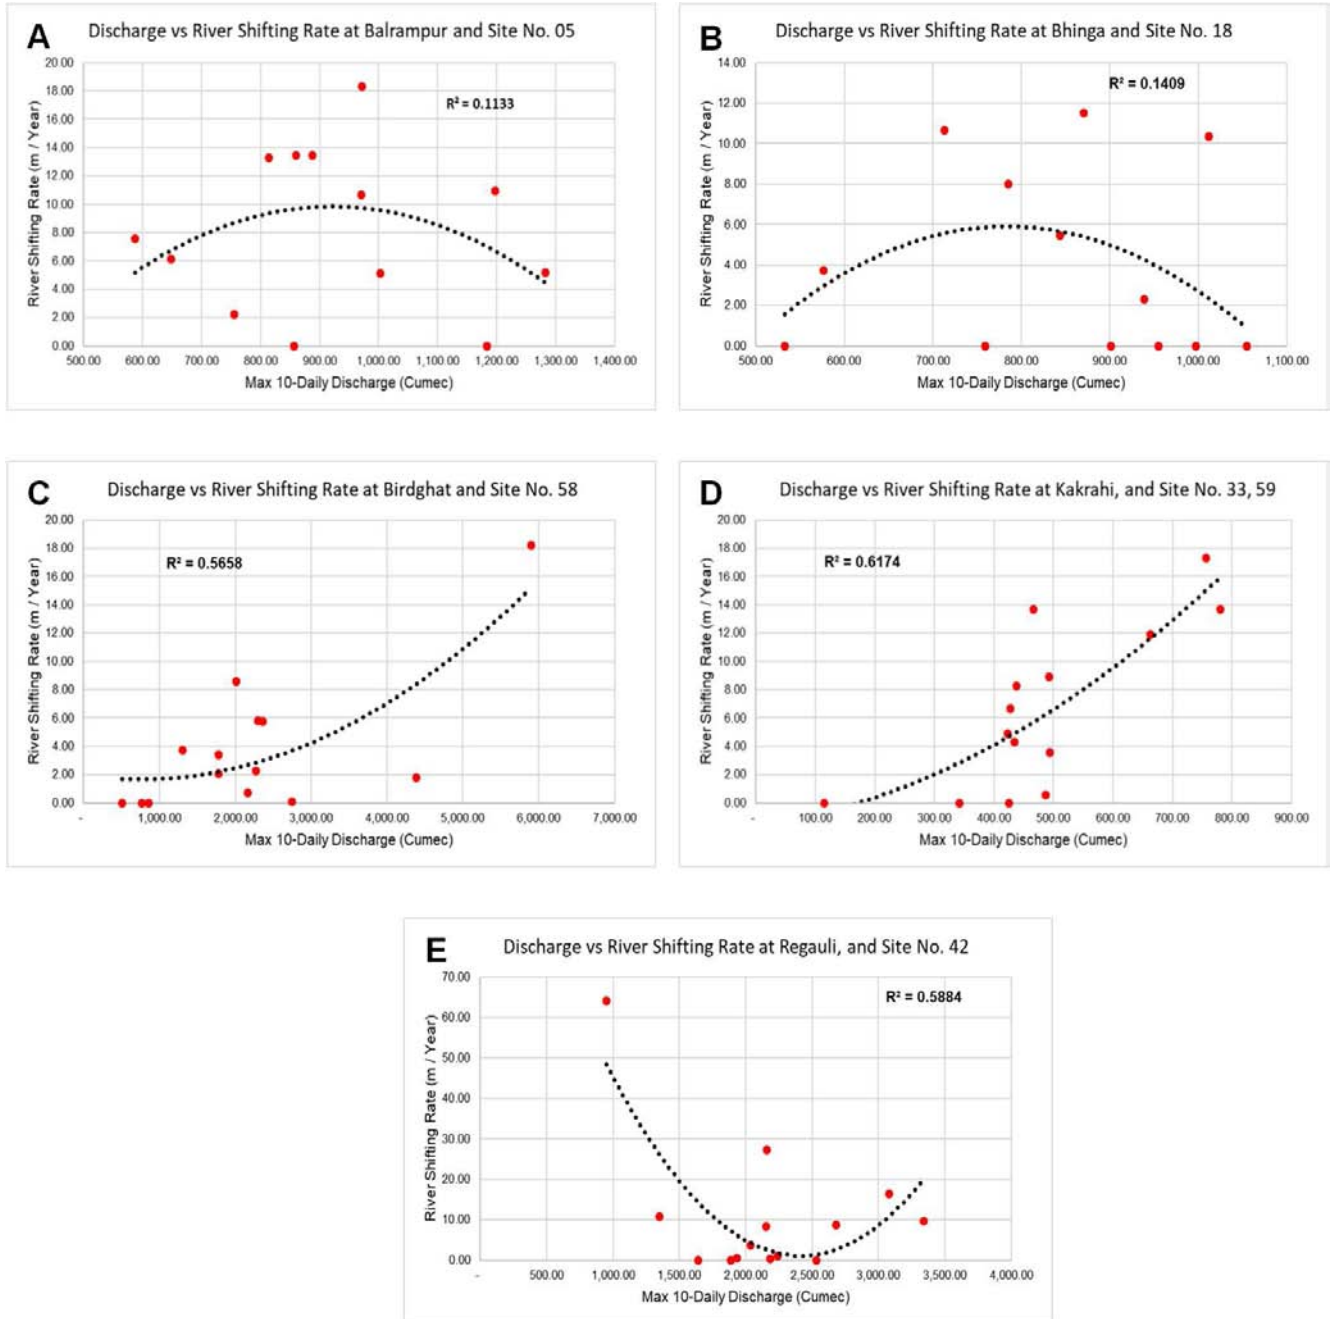 A
Discharge vs River Shifting Rate at Balrampur and Site No. 05
20.00
18.00
16.00
14.00
12.00
10.00
8.00
6.00
4.00
2.00
0.00
River Shifting Rate (m / Year)
R² = 0.1133
500.00 600.00 700.00 800.00 900.00 1,000.00 1,100.00 1,200.00 1,300.00 1,400.00
Max 10-Daily Discharge (Cumec)
B
Discharge vs River Shifting Rate at Bhinga and Site No. 18
14.00
12.00
10.00
8.00
6.00
4.00
2.00
0.00
River Shifting Rate (m / Year)
R² = 0.1409
500.00 600.00 700.00 800.00 900.00 1,000.00 1,100.00
Max 10-Daily Discharge (Cumec)
C
Discharge vs River Shifting Rate at Birdghat and Site No. 58
20.00
18.00
16.00
14.00
12.00
10.00
8.00
6.00
4.00
2.00
0.00
River Shifting Rate (m / Year)
R² = 0.5658
- 1,000.00 2,000.00 3,000.00 4,000.00 5,000.00 6,000.00 7,000.00
Max 10-Daily Discharge (Cumec)
D
Discharge vs River Shifting Rate at Kakrahi, and Site No. 33, 59
20.00
18.00
16.00
14.00
12.00
10.00
8.00
6.00
4.00
2.00
0.00
River Shifting Rate (m / Year)
R² = 0.6174
- 100.00 200.00 300.00 400.00 500.00 600.00 700.00 800.00 900.00
Max 10-Daily Discharge (Cumec)
E
Discharge vs River Shifting Rate at Regauli, and Site No. 42
70.00
60.00
50.00
40.00
30.00
20.00
10.00
0.00
River Shifting Rate (m / Year)
R² = 0.5884
- 500.00 1,000.00 1,500.00 2,000.00 2,500.00 3,000.00 3,500.00 4,000.00
Max 10-Daily Discharge (Cumec)